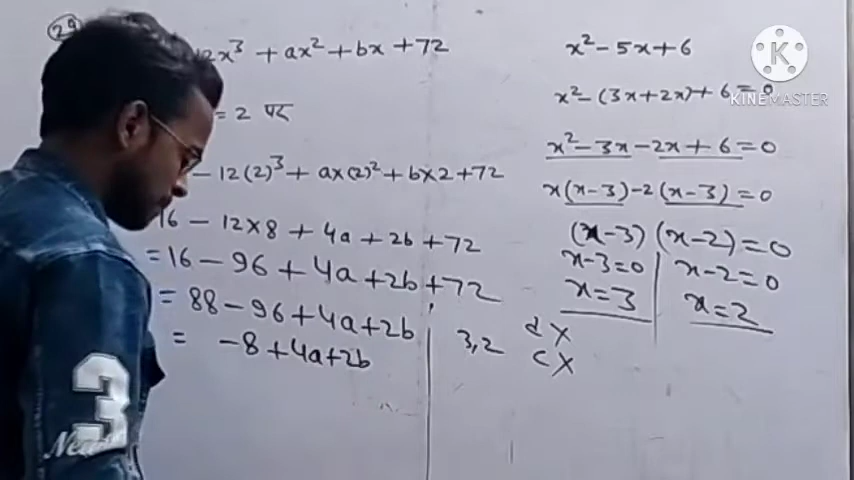 29
12x³ + ax² + bx + 72
= 2 पद
- 12(2)³ + ax(2)² + b×2 + 72
16 - 12×8 + 4a + 2b + 72
= 16 - 96 + 4a + 2b + 72
= 88 - 96 + 4a + 2b
= -8 + 4a + 2b
x² - 5x + 6
x² - (3x + 2x) + 6 = 0
x² - 3x - 2x + 6 = 0
x(x-3) - 2(x-3) = 0
(x-3) (x-2) = 0
x-3=0 x-2=0
x=3 x=2
3,2 d X
c X
K
KINEMASTER
3